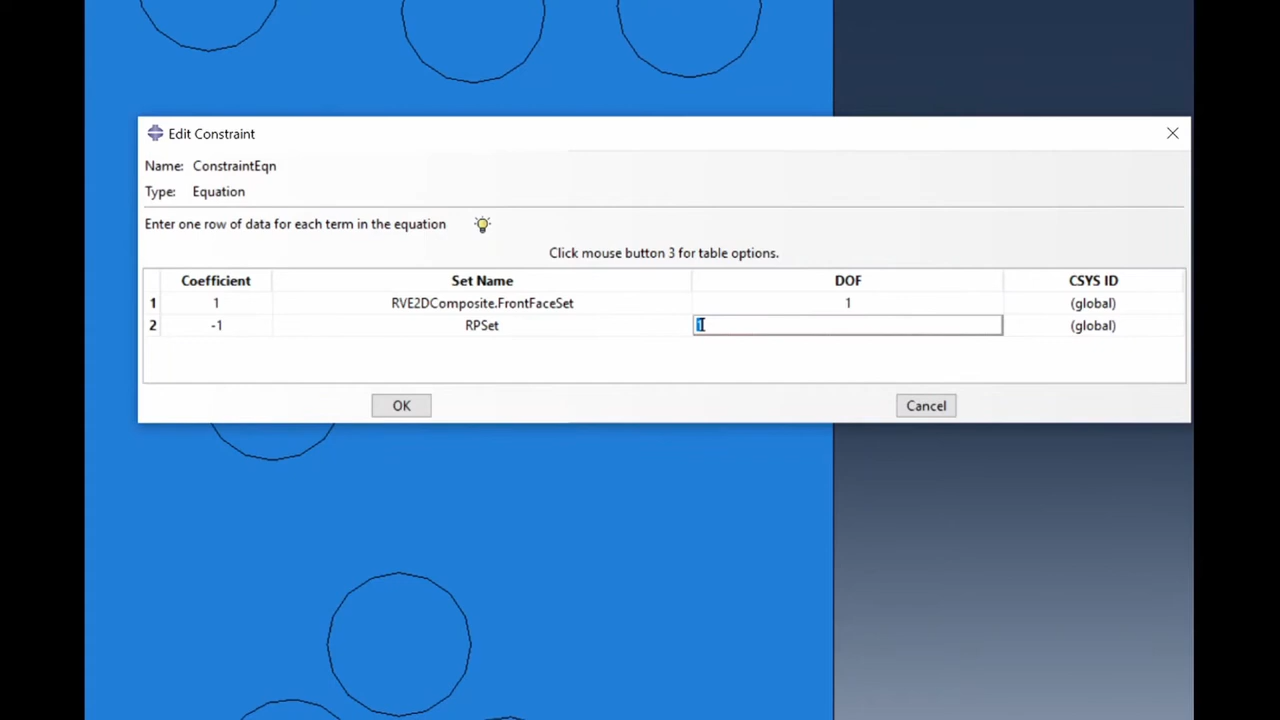 Edit Constraint
Name: ConstraintEqn
Type: Equation
Enter one row of data for each term in the equation
Click mouse button 3 for table options.
Coefficient Set Name DOF CSYS ID
1 1 RVE2DComposite.FrontFaceSet 1 (global)
2 -1 RPSet 1 (global)
OK Cancel